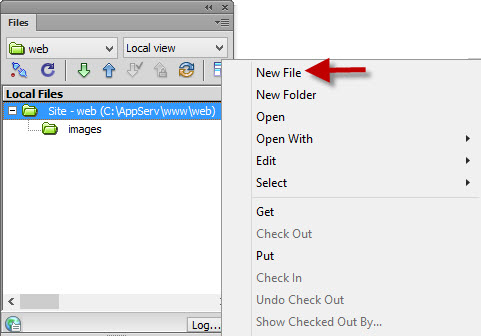 Files
web
Local view
Local Files
Site - web (C:\AppServ\www\web)
images
Log...
New File
New Folder
Open
Open With
Edit
Select
Get
Check Out
Put
Check In
Undo Check Out
Show Checked Out By...